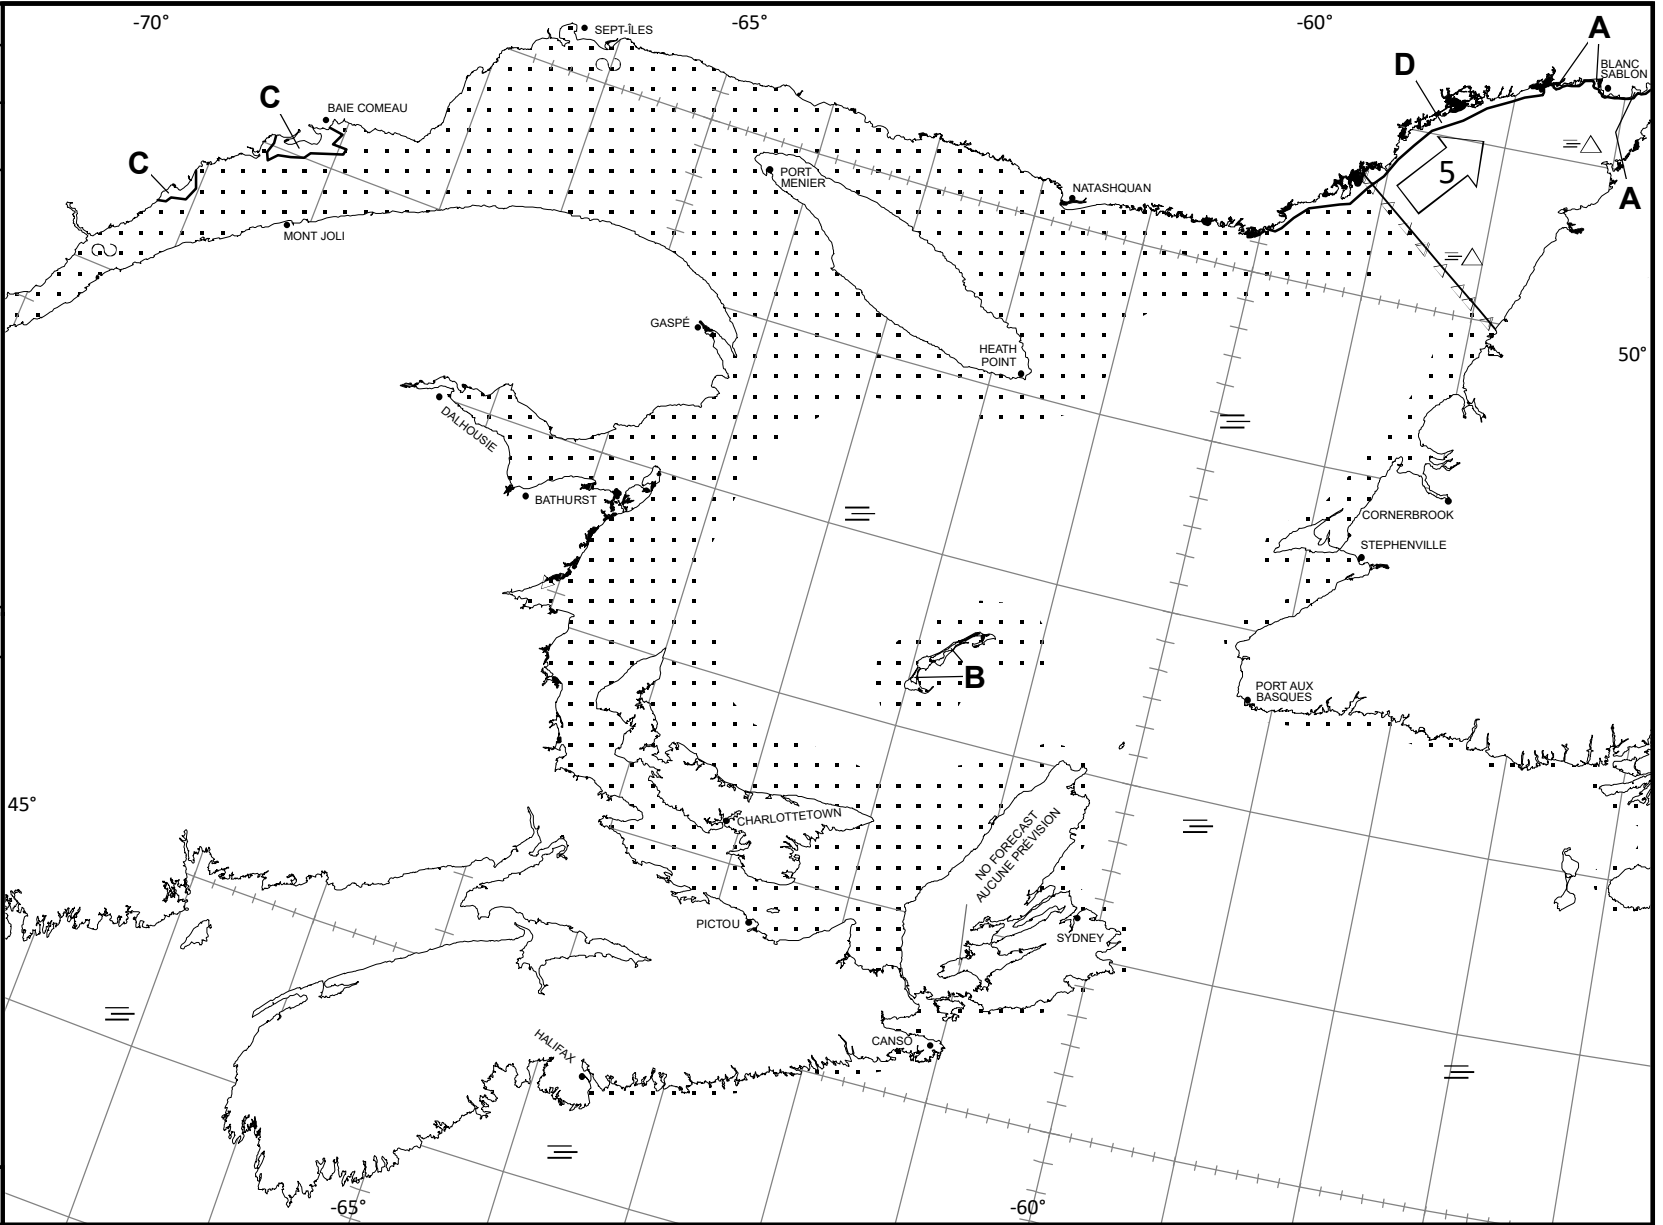 -70°
-65°
-60°
SEPT-ÎLES
A
BLANC
SABLON
D
C
BAIE COMEAU
C
PORT
MENIER
5
NATASHQUAN
A
MONT JOLI
GASPÉ
HEATH
POINT
50°
DALHOUSIE
BATHURST
CORNERBROOK
STEPHENVILLE
B
PORT AUX
BASQUES
45°
CHARLOTTETOWN
NO FORECAST
AUCUNE PRÉVISION
PICTOU
SYDNEY
HALIFAX
CANSO
-65°
-60°